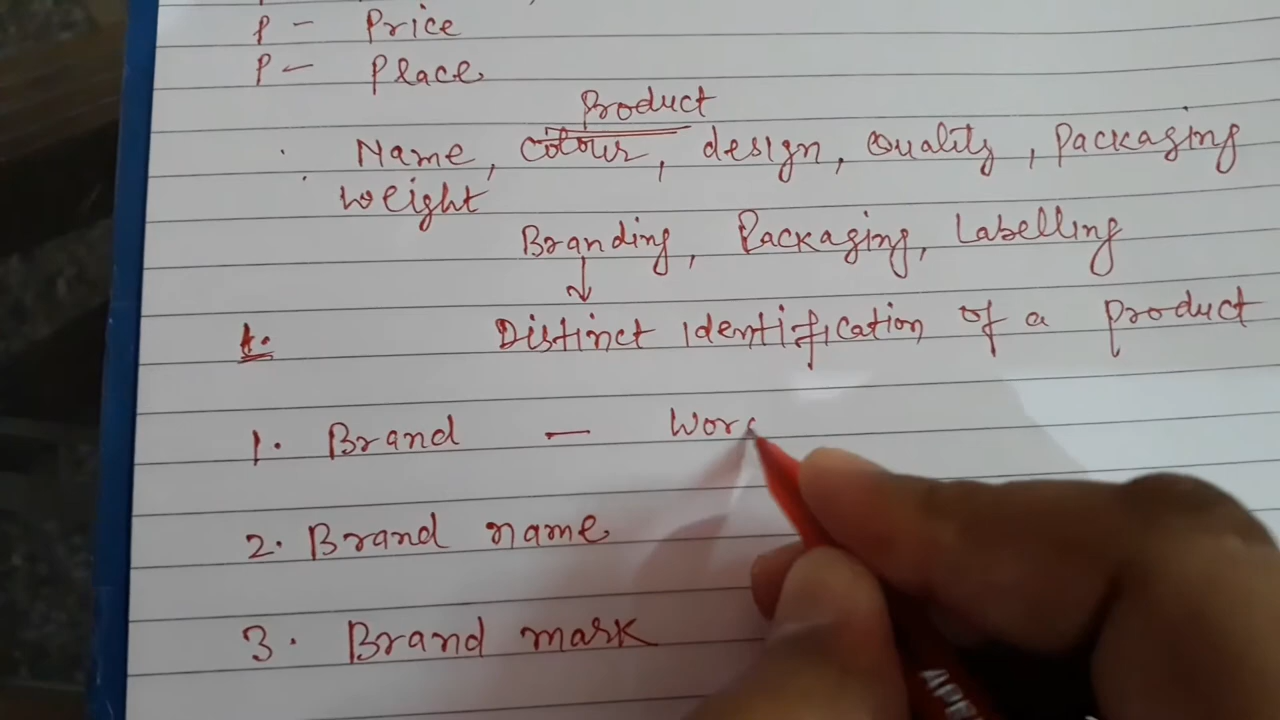 P - Price
P - Place
Product
Name, colour, design, Quality, Packaging
weight
Branding, Packaging, Labelling
Distinct identification of a product
1. Brand - Wor
2. Brand name
3. Brand mark